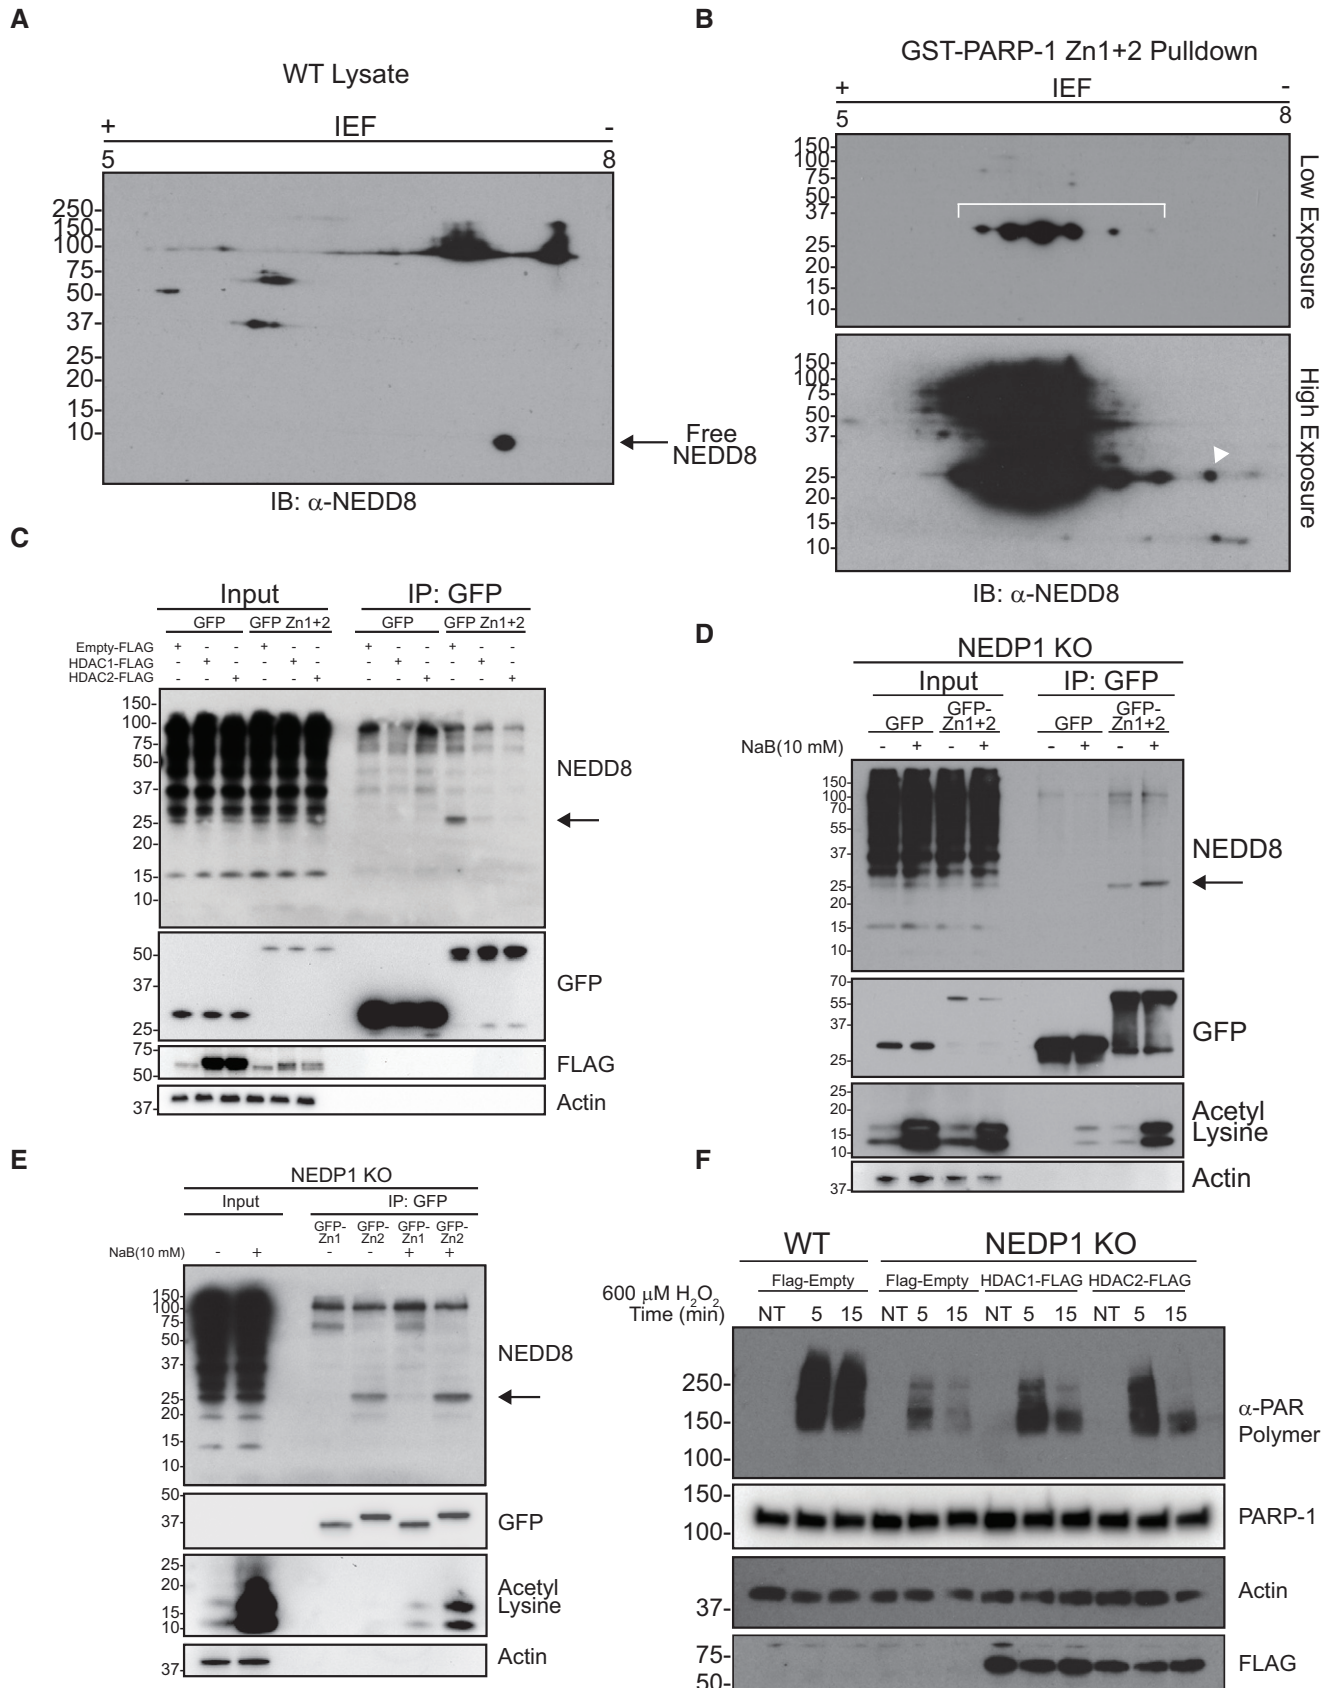 A
WT Lysate
+ IEF -
5 8
250-
150-
100-
75-
50-
37-
25-
20-
15-
10-
Free
NEDD8
IB: α-NEDD8
B
GST-PARP-1 Zn1+2 Pulldown
+ IEF -
5 8
150-
100-
75-
50-
37-
25-
20-
15-
10-
Low Exposure
150-
100-
75-
50-
37-
25-
20-
15-
10-
High Exposure
IB: α-NEDD8
C
Input IP: GFP
GFP GFP Zn1+2 GFP GFP Zn1+2
Empty-FLAG + - - + - - + - - + - -
HDAC1-FLAG - + - - + - - + - - + -
HDAC2-FLAG - - + - - + - - + - - +
150-
100-
75-
50-
37-
25-
20-
15-
10-
NEDD8
50-
37-
25-
GFP
75-
50-
FLAG
37-
Actin
D
NEDP1 KO
Input IP: GFP
GFP GFP-Zn1+2 GFP GFP-Zn1+2
NaB(10 mM) - + - + - + - +
150-
100-
70-
55-
37-
25-
20-
15-
10-
NEDD8
70-
55-
37-
25-
GFP
25-
20-
15-
10-
Acetyl
Lysine
37-
Actin
E
NEDP1 KO
Input IP: GFP
GFP-Zn1 GFP-Zn2 GFP-Zn1 GFP-Zn2
NaB(10 mM) - + - - + +
150-
100-
75-
50-
37-
25-
20-
15-
10-
NEDD8
50-
37-
GFP
25-
20-
15-
10-
Acetyl
Lysine
37-
Actin
F
WT NEDP1 KO
Flag-Empty Flag-Empty HDAC1-FLAG HDAC2-FLAG
600 μM H2O2
Time (min) NT 5 15 NT 5 15 NT 5 15 NT 5 15
250-
150-
100-
α-PAR
Polymer
150-
100-
PARP-1
37-
Actin
75-
50-
FLAG